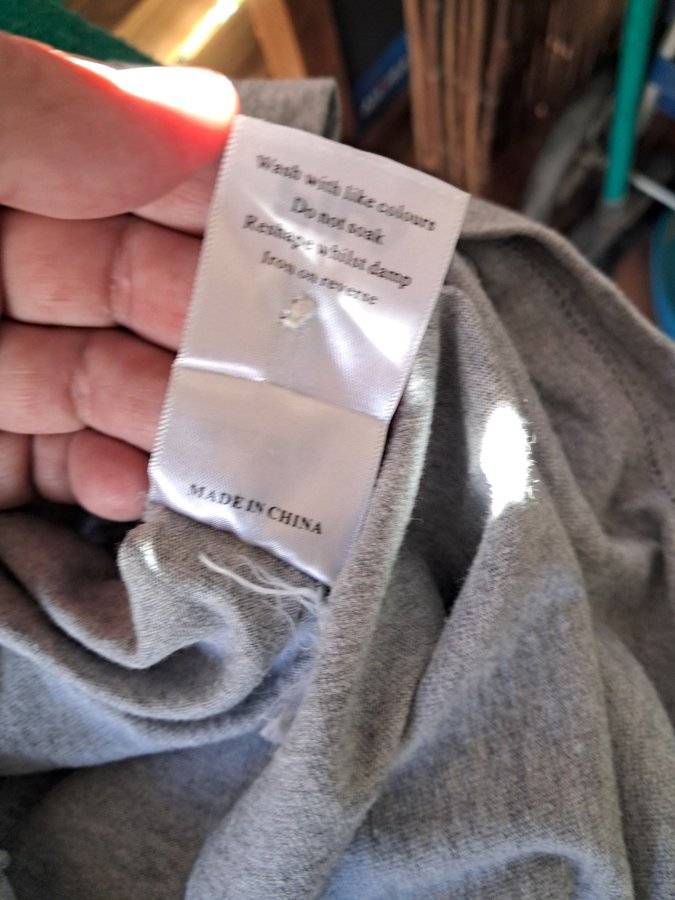 Wash with like colours
Do not soak
Reshape whilst damp
Iron on reverse
MADE IN CHINA